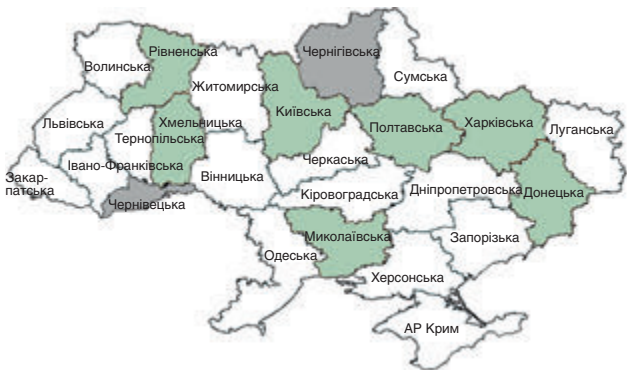 Чернігівська
Рівненська
Волинська
Сумська
Житомирська
Київська
Львівська
Хмельницька
Полтавська
Харківська
Луганська
Тернопільська
Черкаська
Івано-Франківська
Вінницька
Закар-
патська
Кіровоградська
Дніпропетровська
Донецька
Чернівецька
Миколаївська
Запорізька
Одеська
Херсонська
АР Крим